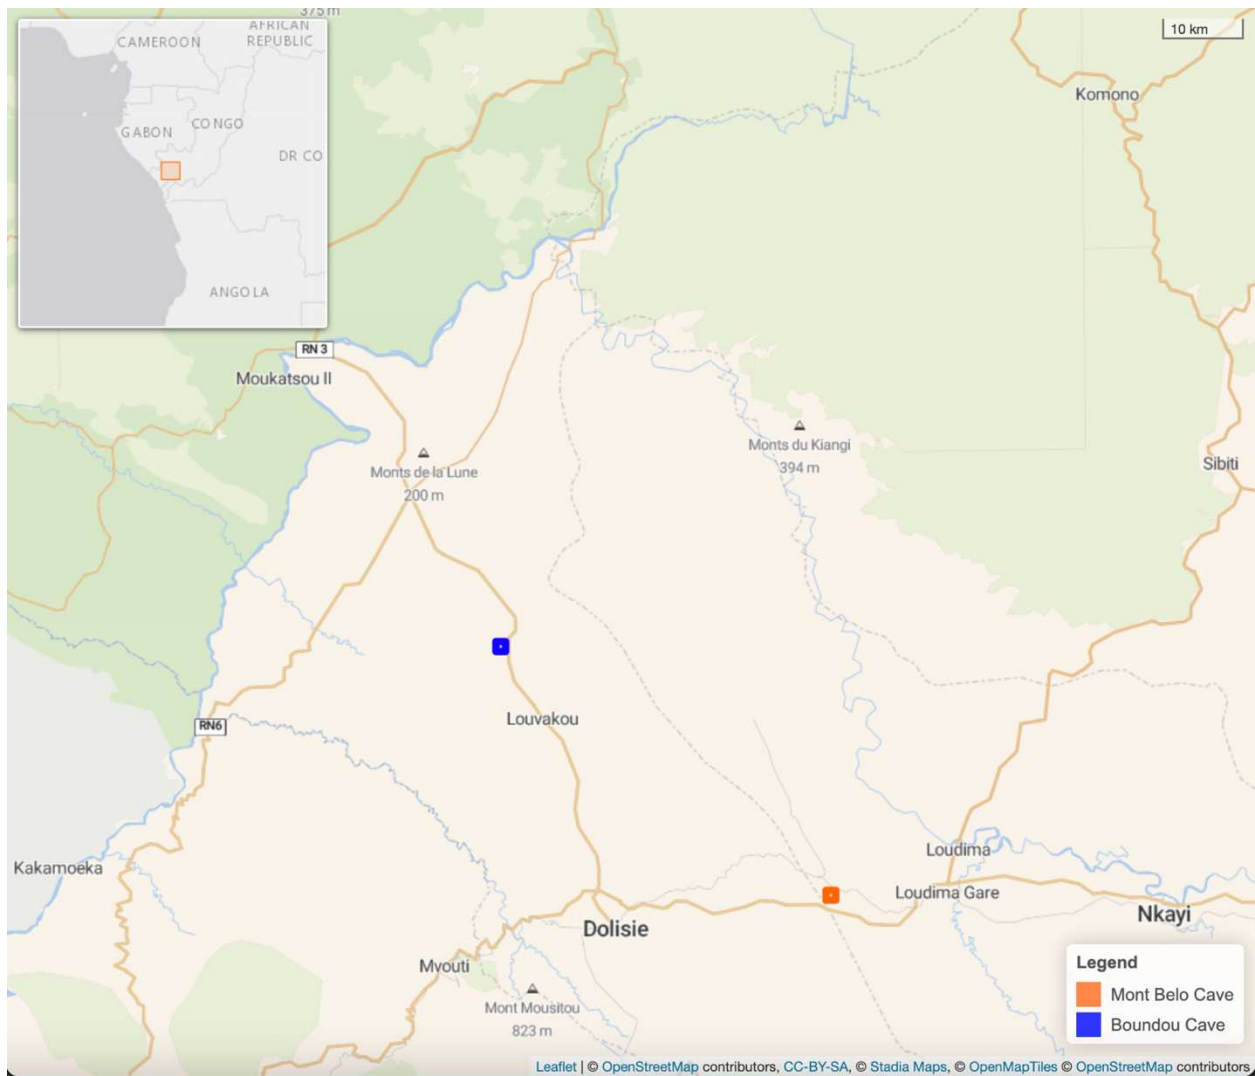 375 m
AFRICAN
REPUBLIC
CAMEROON
GABON
CONGO
DR CO
ANGOLA
10 km
Komono
RN 3
Moukatsou II
Monts de la Lune
200 m
Monts du Kiangi
394 m
Sibiti
Louvakou
RN6
Kakamoeka
Loudima
Loudima Gare
Nkayi
Dolisie
Mvouti
Mont Mousitou
823 m
Legend
Mont Belo Cave
Boundou Cave
Leaflet | © OpenStreetMap contributors, CC-BY-SA, © Stadia Maps, © OpenMapTiles © OpenStreetMap contributors